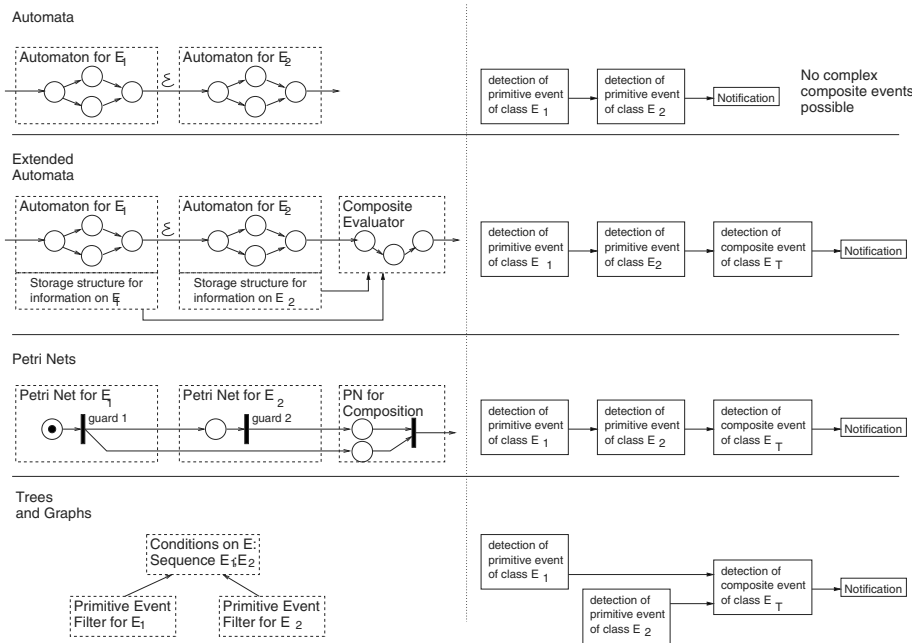 Automata
Automaton for E1
ε
Automaton for E2
detection of
primitive event
of class E 1
detection of
primitive event
of class E 2
Notification
No complex
composite events
possible
Extended
Automata
Automaton for E1
ε
Automaton for E2
Composite
Evaluator
Storage structure for
information on E1
Storage structure for
information on E 2
detection of
primitive event
of class E 1
detection of
primitive event
of class E2
detection of
composite event
of class E T
Notification
Petri Nets
Petri Net for E1
guard 1
Petri Net for E 2
guard 2
PN for
Composition
detection of
primitive event
of class E 1
detection of
primitive event
of class E 2
detection of
composite event
of class E T
Notification
Trees
and Graphs
Conditions on E:
Sequence E1;E2
Primitive Event
Filter for E1
Primitive Event
Filter for E 2
detection of
primitive event
of class E 1
detection of
primitive event
of class E 2
detection of
composite event
of class E T
Notification